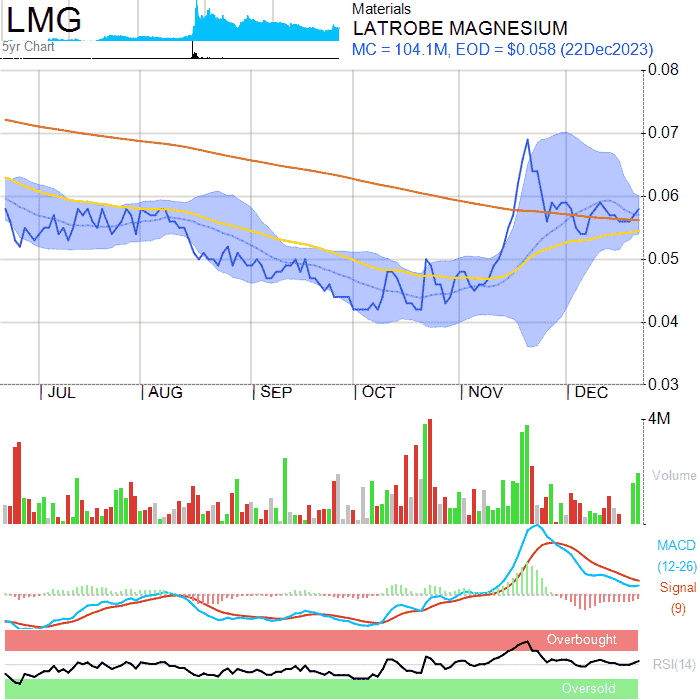 LMG
5yr Chart
Materials
LATROBE MAGNESIUM
MC = 104.1M, EOD = $0.058 (22Dec2023)
0.08
0.07
0.06
0.05
0.04
0.03
JUL AUG SEP OCT NOV DEC
4M
Volume
MACD
(12-26)
Signal
(9)
Overbought
RSI(14)
Oversold